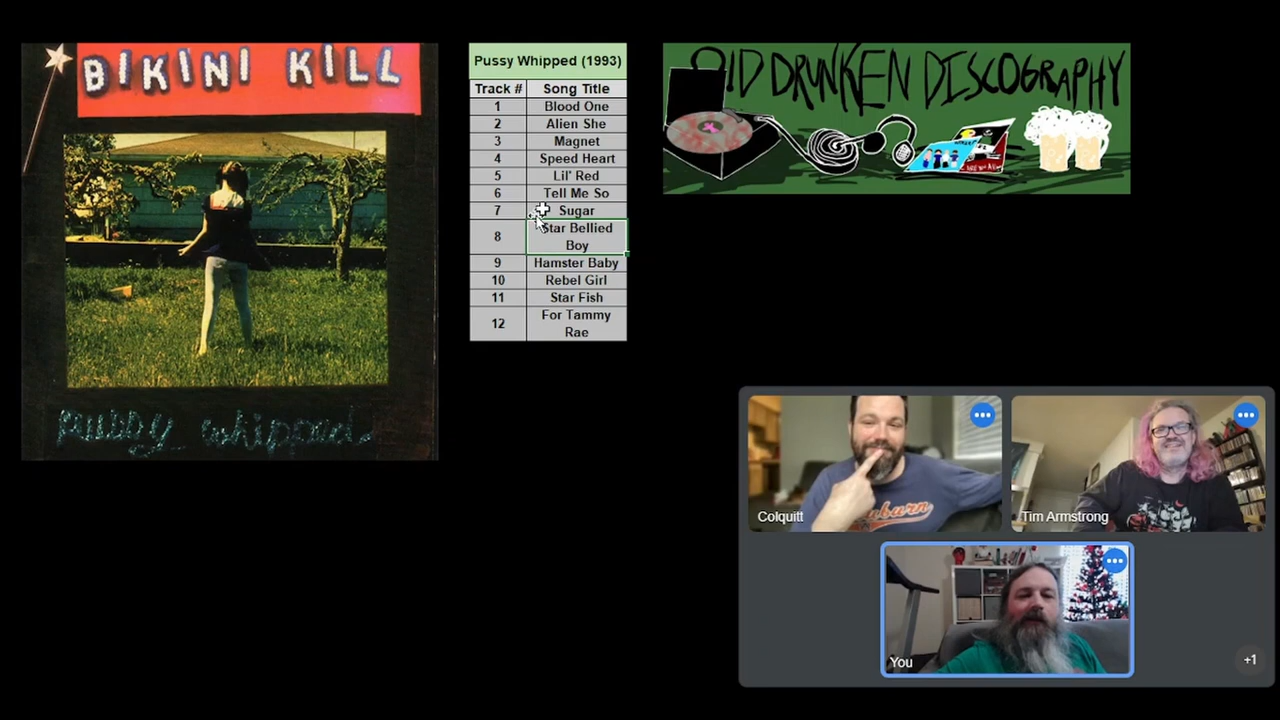 BIKINI KILL
pussy whipped
Pussy Whipped (1993)
Track # Song Title
1 Blood One
2 Alien She
3 Magnet
4 Speed Heart
5 Lil' Red
6 Tell Me So
7 Sugar
8 Star Bellied
Boy
9 Hamster Baby
10 Rebel Girl
11 Star Fish
12 For Tammy
Rae
OLD DRUNKEN DISCOGRAPHY
Auburn
Colquitt
Tim Armstrong
You
+1